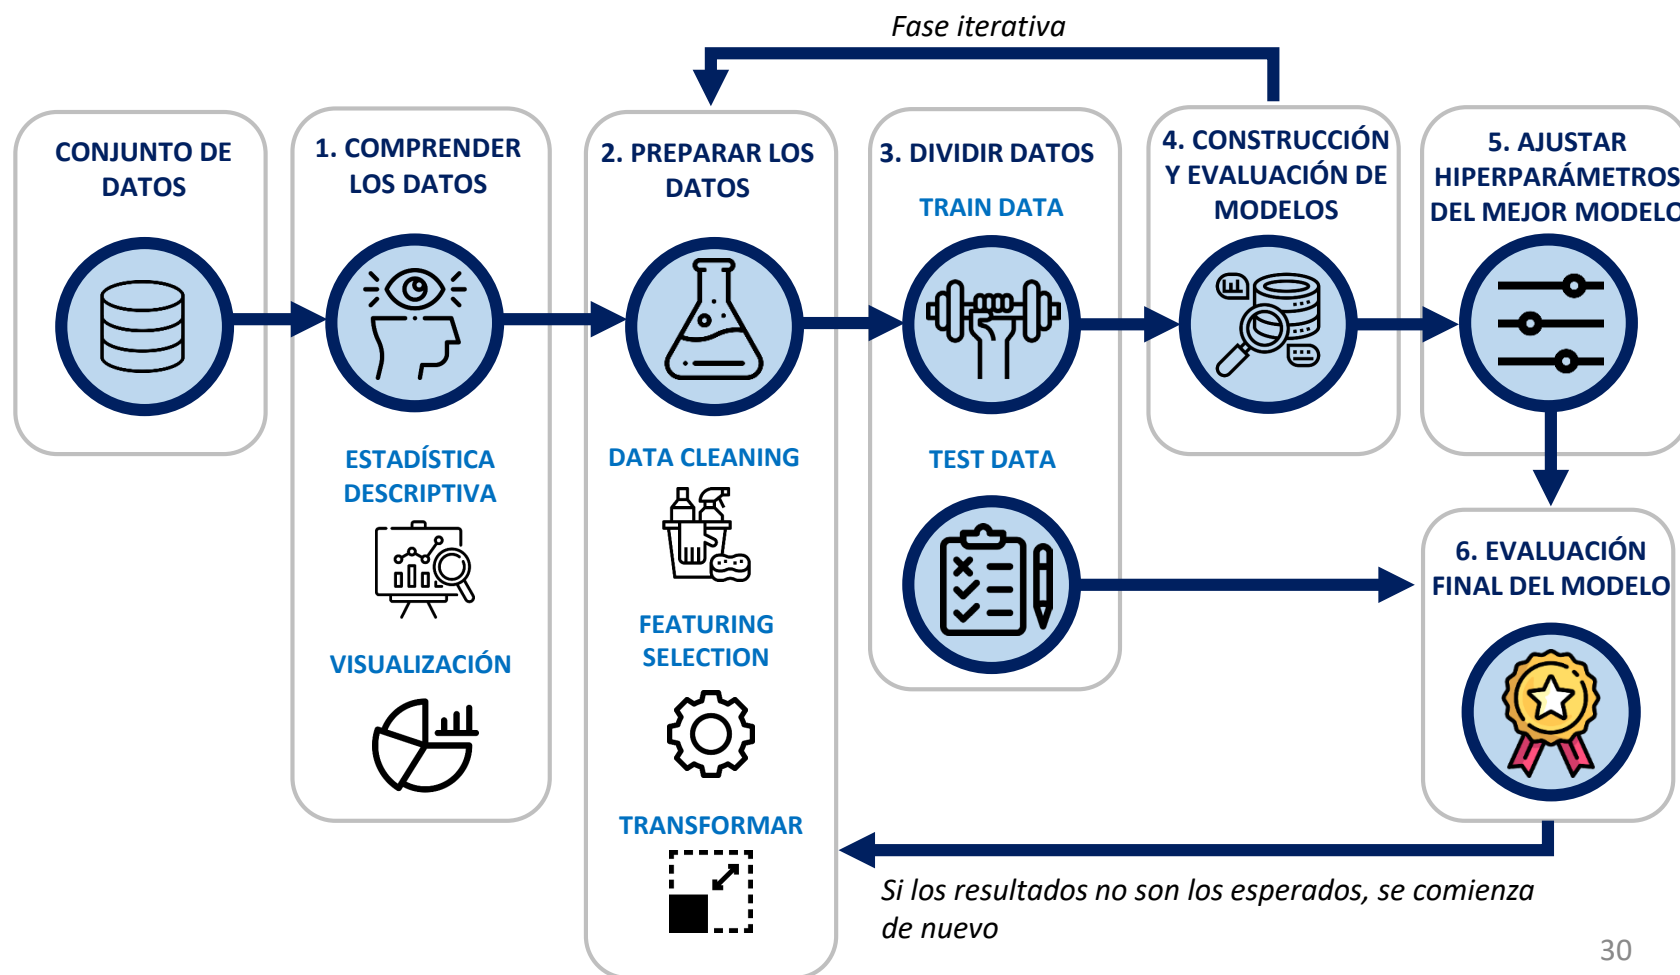 Fase iterativa
CONJUNTO DE
DATOS
1. COMPRENDER
LOS DATOS
ESTADÍSTICA
DESCRIPTIVA
VISUALIZACIÓN
2. PREPARAR LOS
DATOS
DATA CLEANING
FEATURING
SELECTION
TRANSFORMAR
3. DIVIDIR DATOS
TRAIN DATA
TEST DATA
4. CONSTRUCCIÓN
Y EVALUACIÓN DE
MODELOS
5. AJUSTAR
HIPERPARÁMETROS
DEL MEJOR MODELO
6. EVALUACIÓN
FINAL DEL MODELO
Si los resultados no son los esperados, se comienza
de nuevo
30